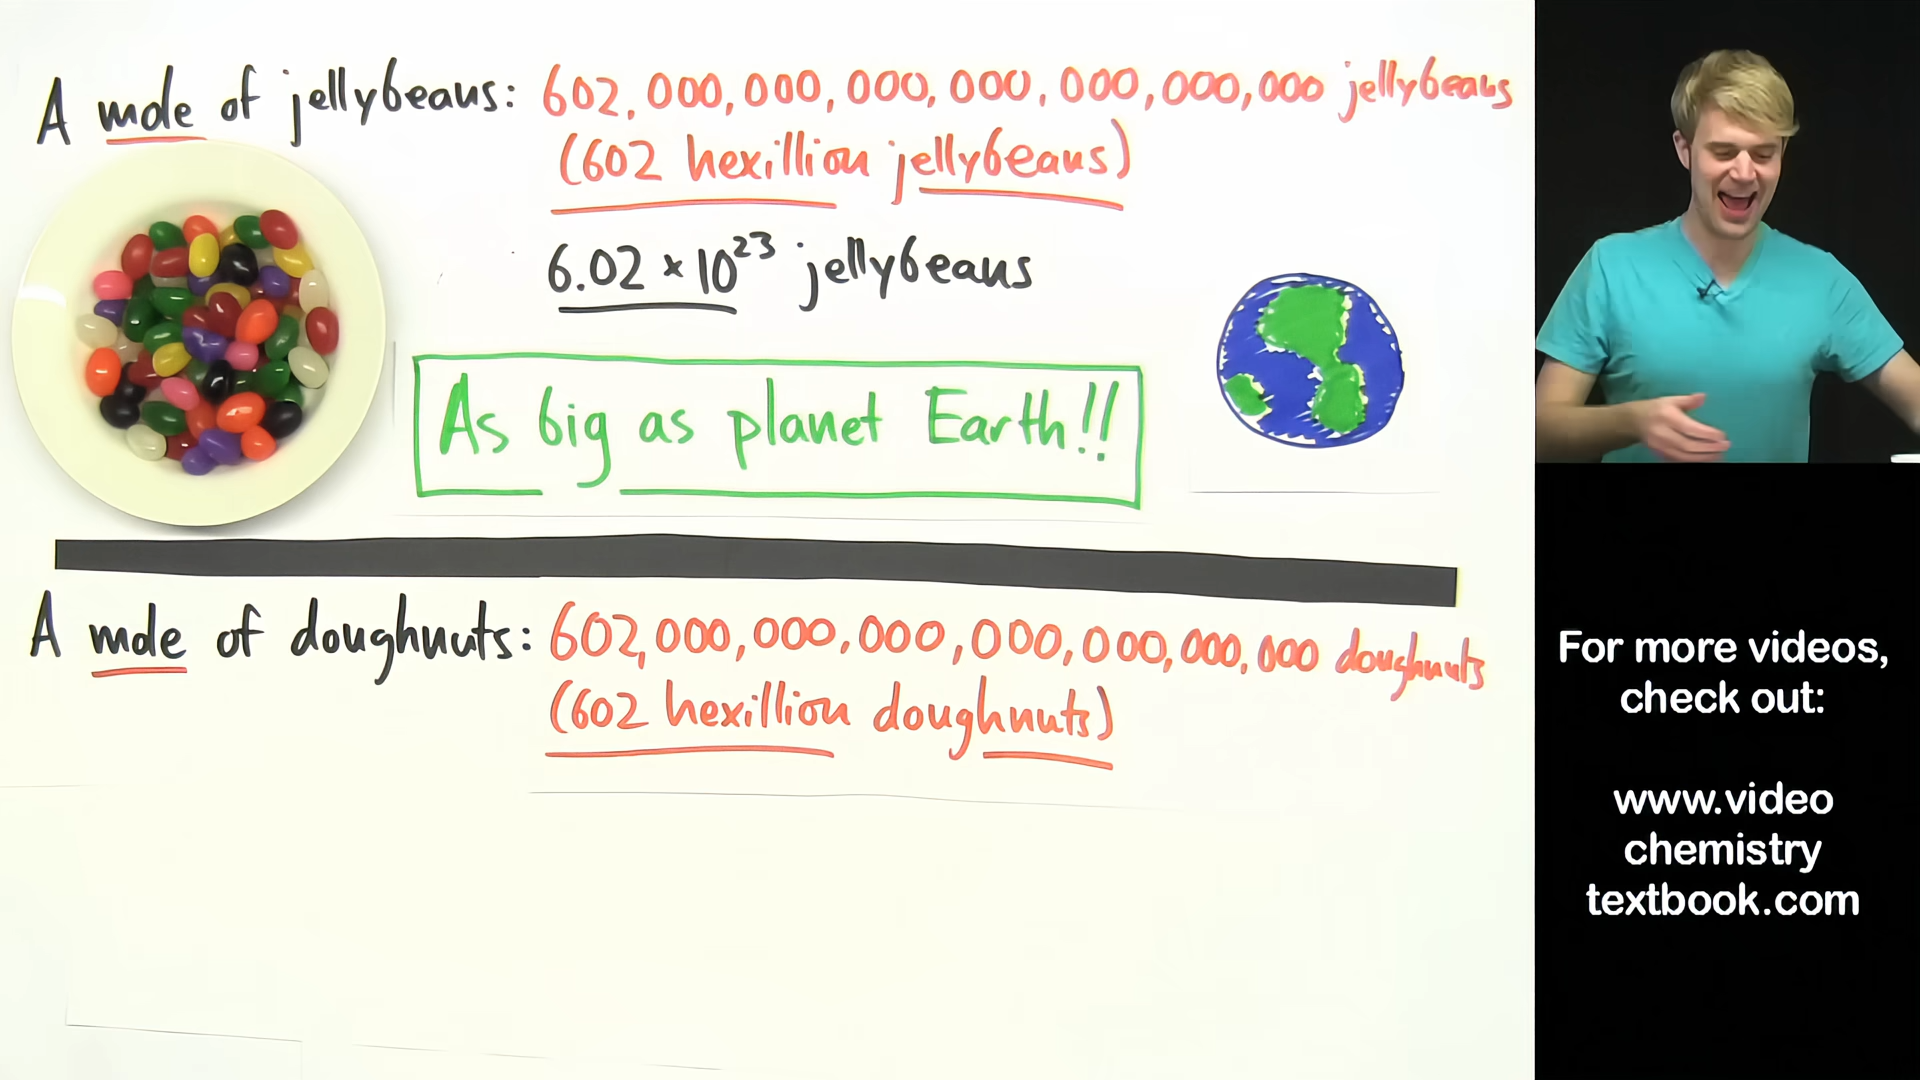 A mole of jellybeans: 602,000,000,000,000,000,000,000 jellybeans
(602 hexillion jellybeans)
6.02 × 10²³ jellybeans
As big as planet Earth!!
A mole of doughnuts: 602,000,000,000,000,000,000,000 doughnuts
(602 hexillion doughnuts)
For more videos,
check out:
www.video
chemistry
textbook.com